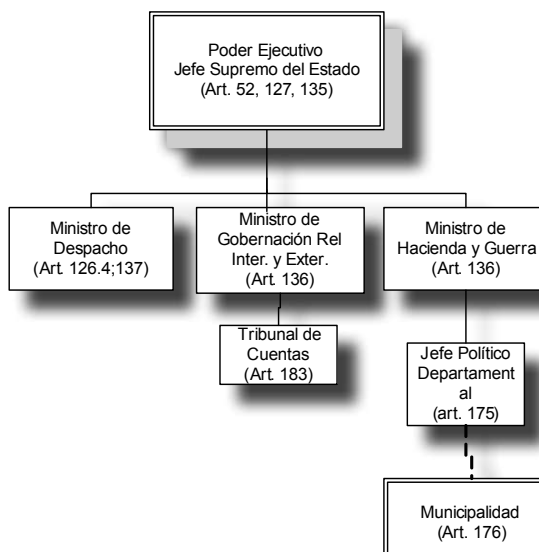 Poder Ejecutivo
Jefe Supremo del Estado
(Art. 52, 127, 135)
Ministro de
Despacho
(Art. 126.4;137)
Ministro de
Gobernación Rel
Inter. y Exter.
(Art. 136)
Ministro de
Hacienda y Guerra
(Art. 136)
Tribunal de
Cuentas
(Art. 183)
Jefe Político
Departament
al
(art. 175)
Municipalidad
(Art. 176)